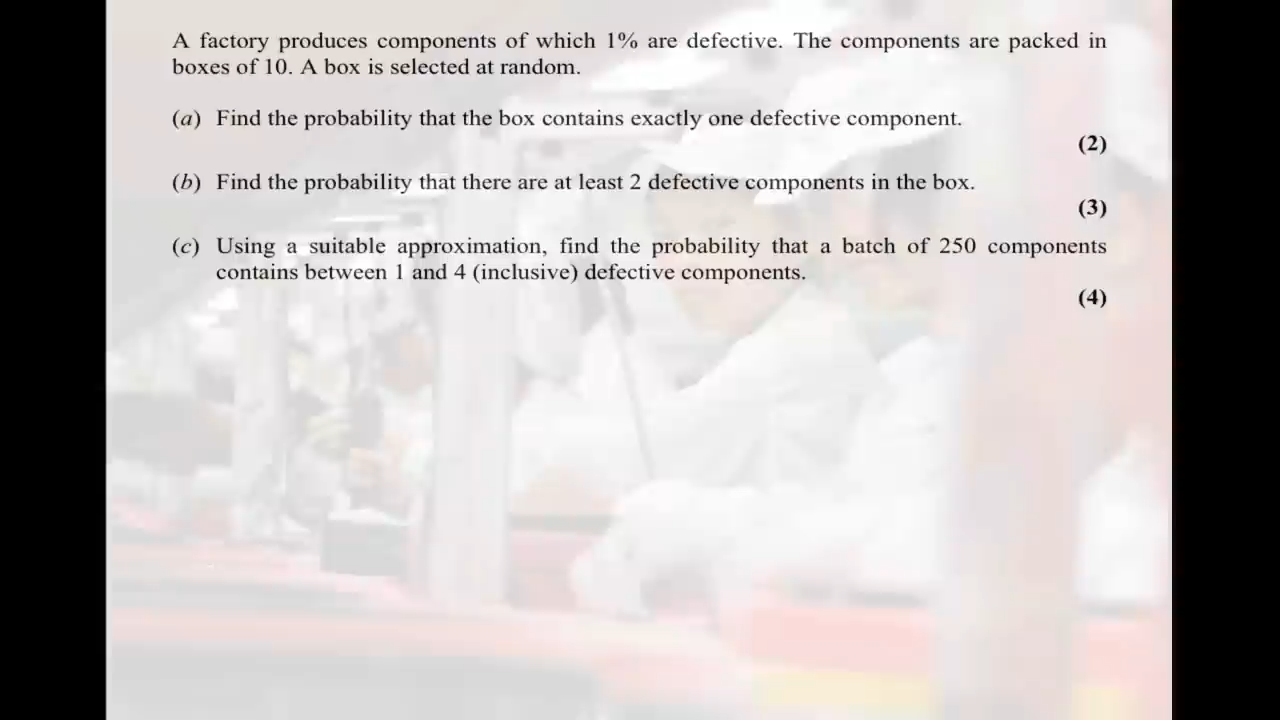 A factory produces components of which 1% are defective. The components are packed in
boxes of 10. A box is selected at random.
(a) Find the probability that the box contains exactly one defective component.
(2)
(b) Find the probability that there are at least 2 defective components in the box.
(3)
(c) Using a suitable approximation, find the probability that a batch of 250 components
contains between 1 and 4 (inclusive) defective components.
(4)